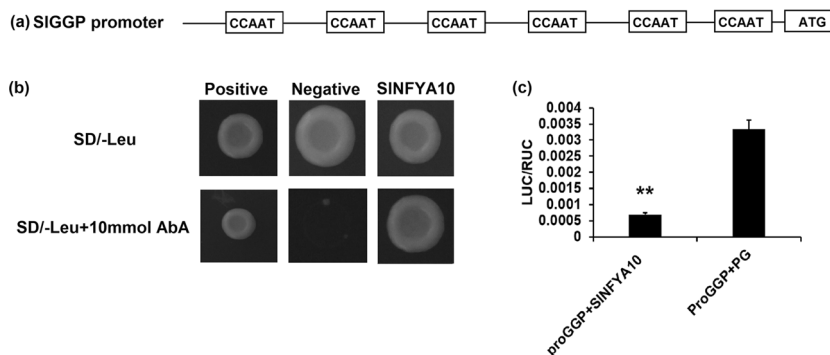 (a) SlGGP promoter
CCAAT CCAAT CCAAT CCAAT CCAAT CCAAT ATG
(b)
Positive Negative SlNFYA10
SD/-Leu
SD/-Leu+10mmol AbA
(c)
LUC/RUC
0.004
0.0035
0.003
0.0025
0.002
0.0015
0.001
0.0005
0
**
proGGP+SlNFYA10
ProGGP+PG